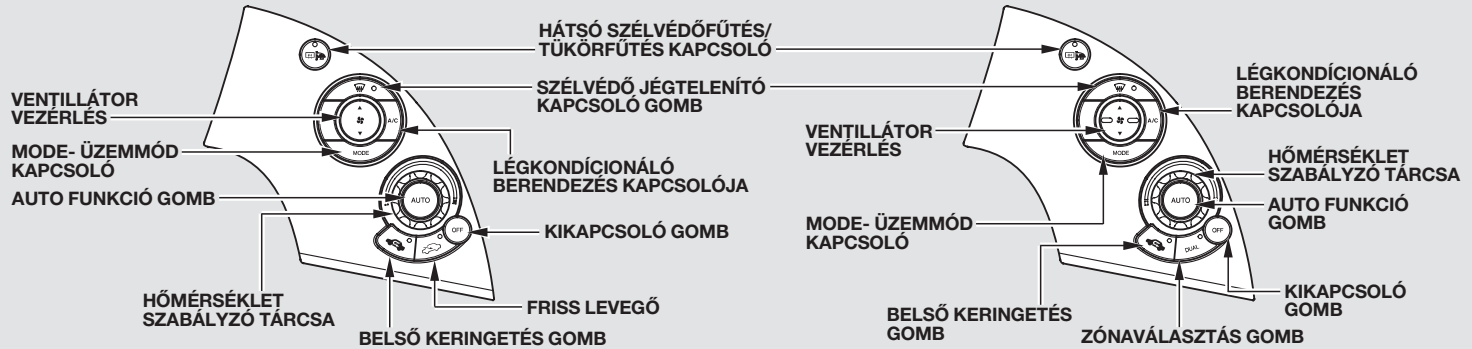 HÁTSÓ SZÉLVÉDŐFŰTÉS/
TÜKÖRFŰTÉS KAPCSOLÓ
SZÉLVÉDŐ JÉGTELENÍTŐ
KAPCSOLÓ GOMB
VENTILLÁTOR
VEZÉRLÉS
MODE- ÜZEMMÓD
KAPCSOLÓ
AUTO FUNKCIÓ GOMB
LÉGKONDÍCIONÁLÓ
BERENDEZÉS KAPCSOLÓJA
KIKAPCSOLÓ GOMB
HŐMÉRSÉKLET
SZABÁLYZÓ TÁRCSA
FRISS LEVEGŐ
BELSŐ KERINGETÉS GOMB
A/C
MODE
AUTO
OFF
LÉGKONDÍCIONÁLÓ
BERENDEZÉS
KAPCSOLÓJA
VENTILLÁTOR
VEZÉRLÉS
HŐMÉRSÉKLET
SZABÁLYZÓ TÁRCSA
AUTO FUNKCIÓ
GOMB
MODE- ÜZEMMÓD
KAPCSOLÓ
KIKAPCSOLÓ
GOMB
BELSŐ KERINGETÉS
GOMB
ZÓNAVÁLASZTÁS GOMB
A/C
MODE
AUTO
OFF
DUAL